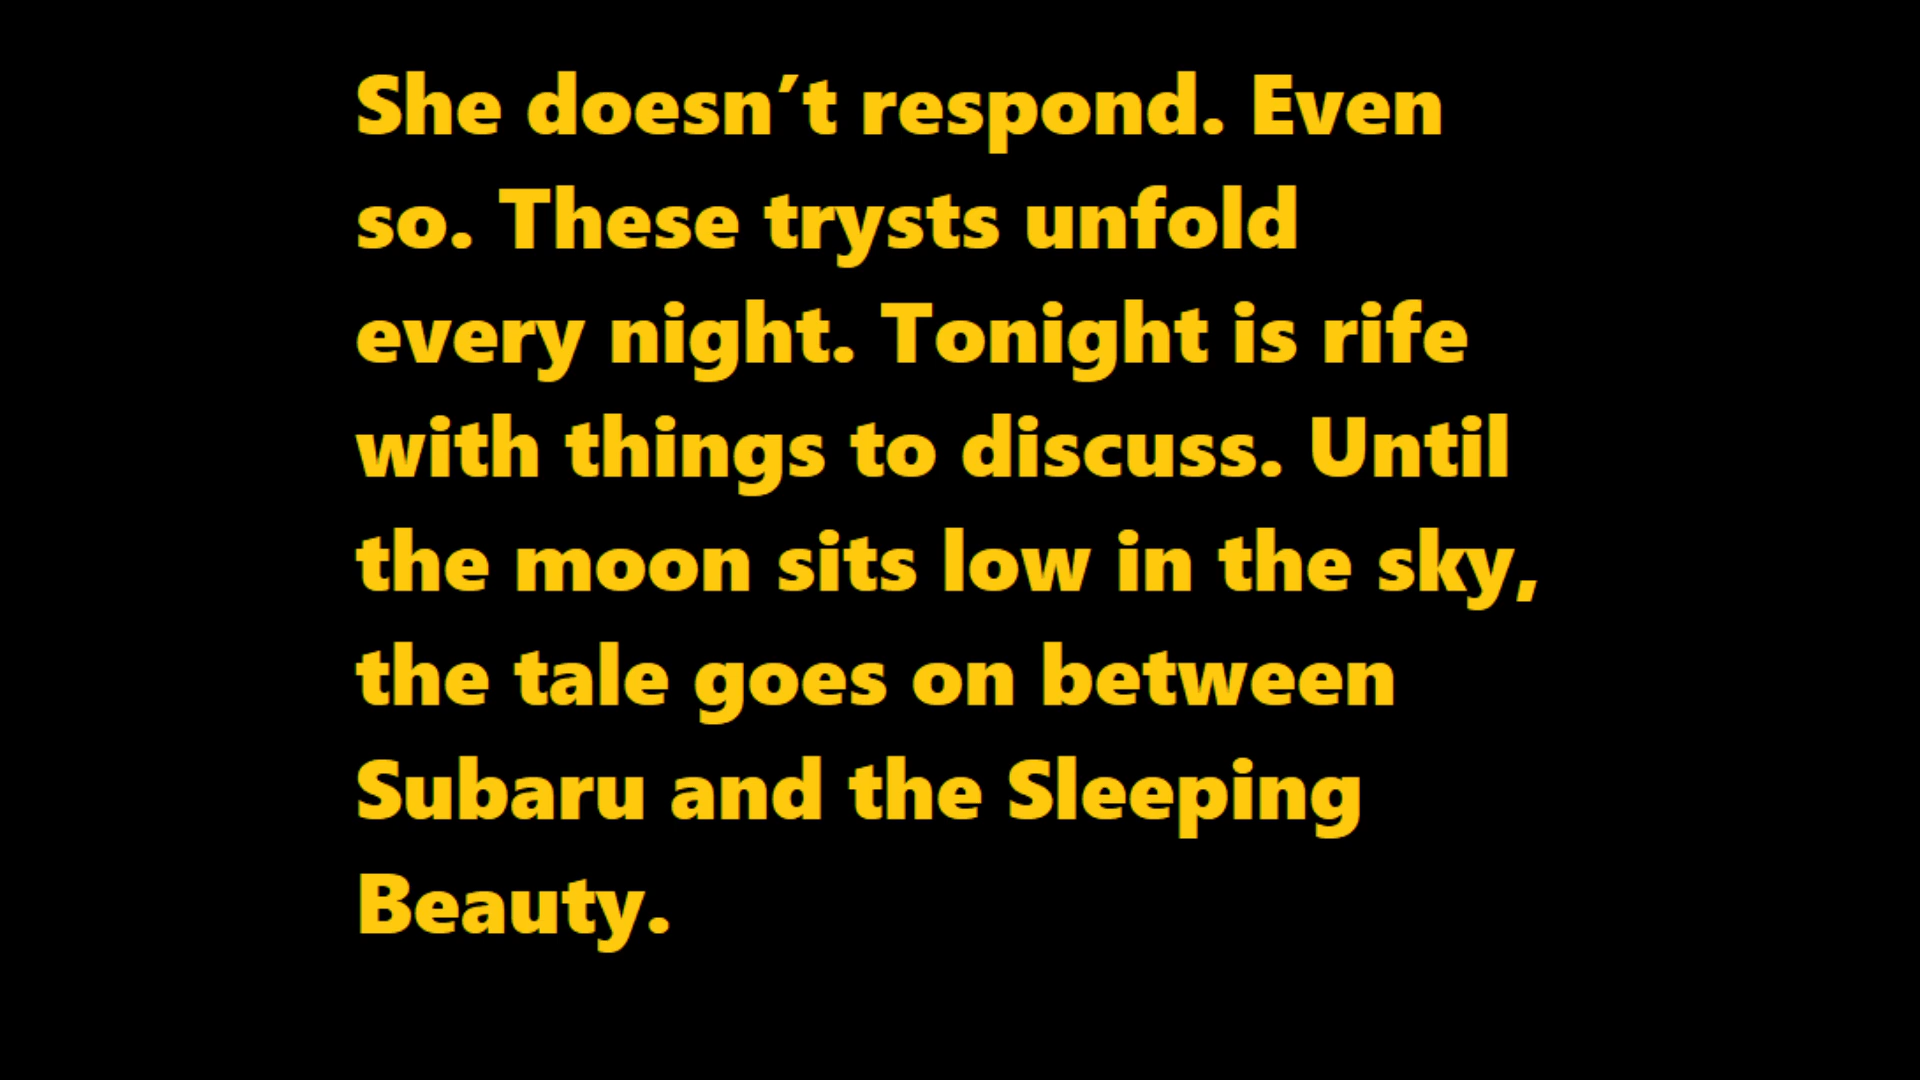 She doesn’t respond. Even
so. These trysts unfold
every night. Tonight is rife
with things to discuss. Until
the moon sits low in the sky,
the tale goes on between
Subaru and the Sleeping
Beauty.